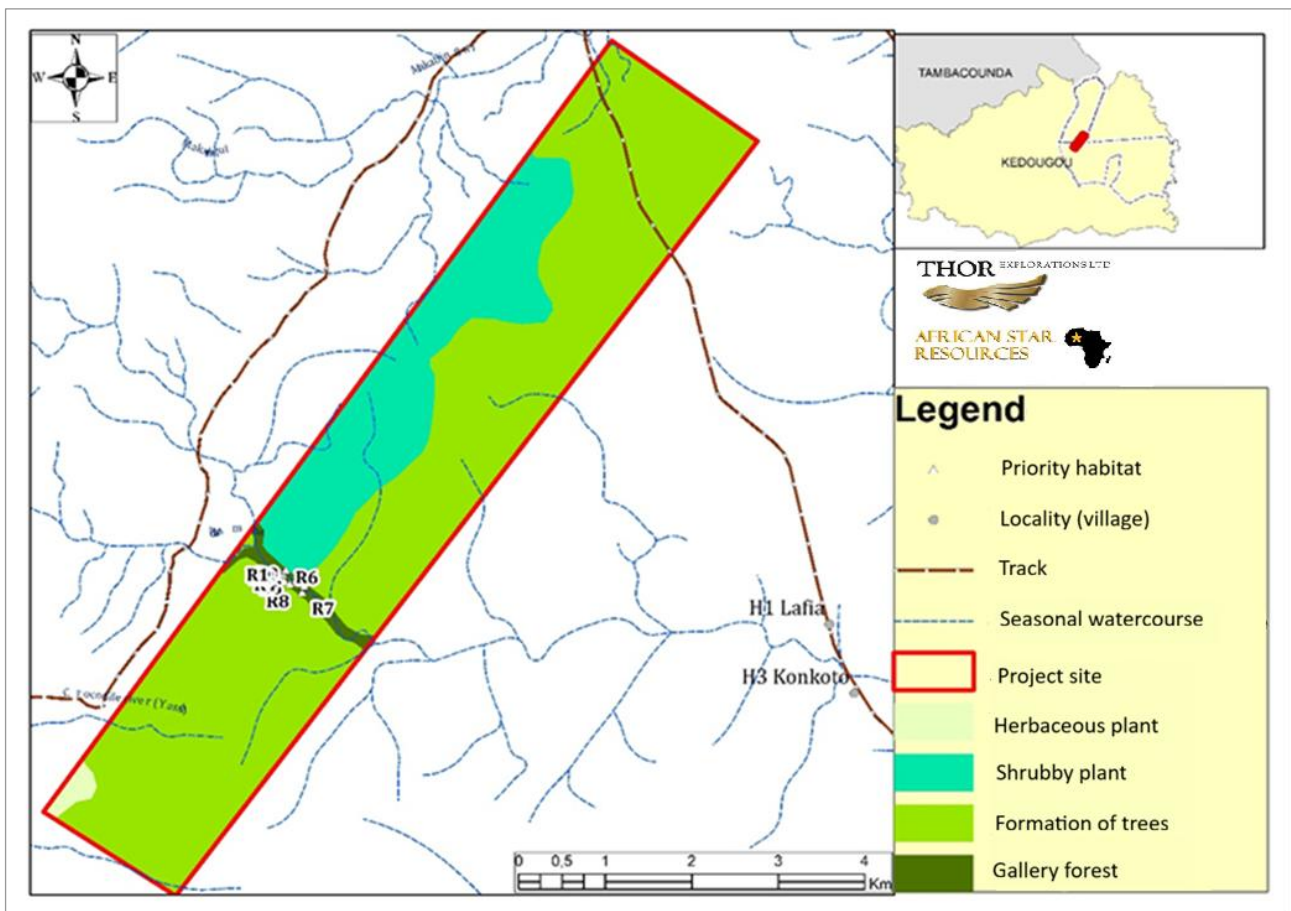 N
W E
S
TAMBACOUNDA
KEDOUGOU
THOR EXPLORATIONS LTD
AFRICAN STAR
RESOURCES
Legend
Priority habitat
Locality (village)
Track
Seasonal watercourse
Project site
Herbaceous plant
Shrubby plant
Formation of trees
Gallery forest
R6
R8
R7
H1 Lafia
H3 Konkoto
0 0,5 1 2 3 4
Km